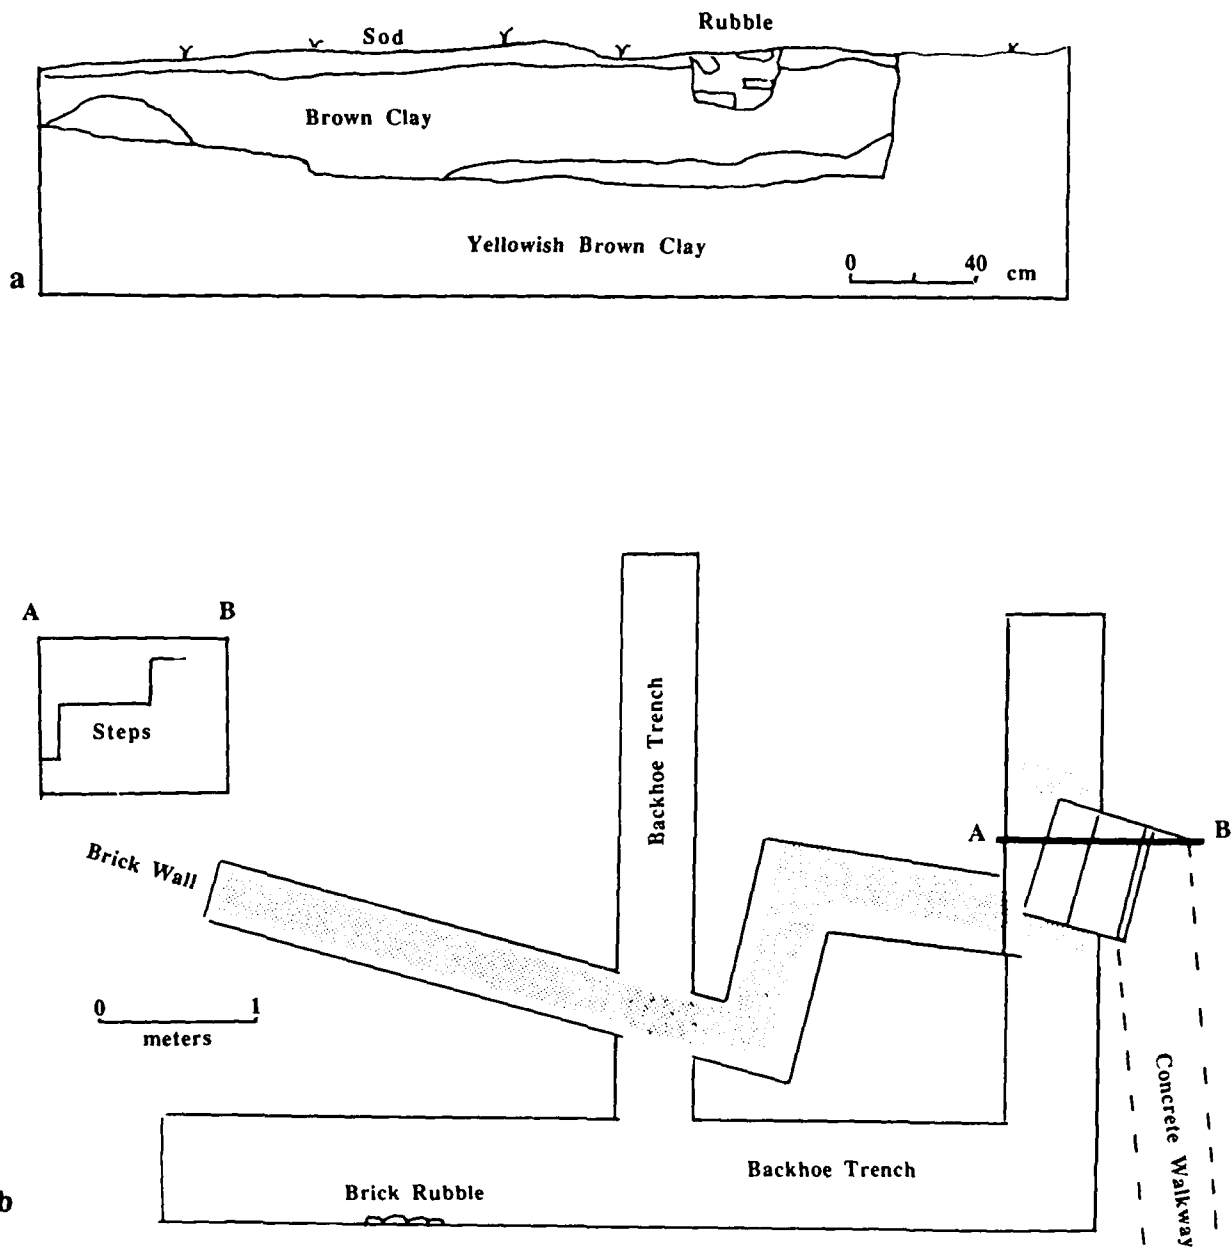 Sod
Rubble
Brown Clay
Yellowish Brown Clay
0 40 cm
a
A B
Steps
Backhoe Trench
A B
Brick Wall
0 1
meters
Concrete Walkway
Backhoe Trench
Brick Rubble
b